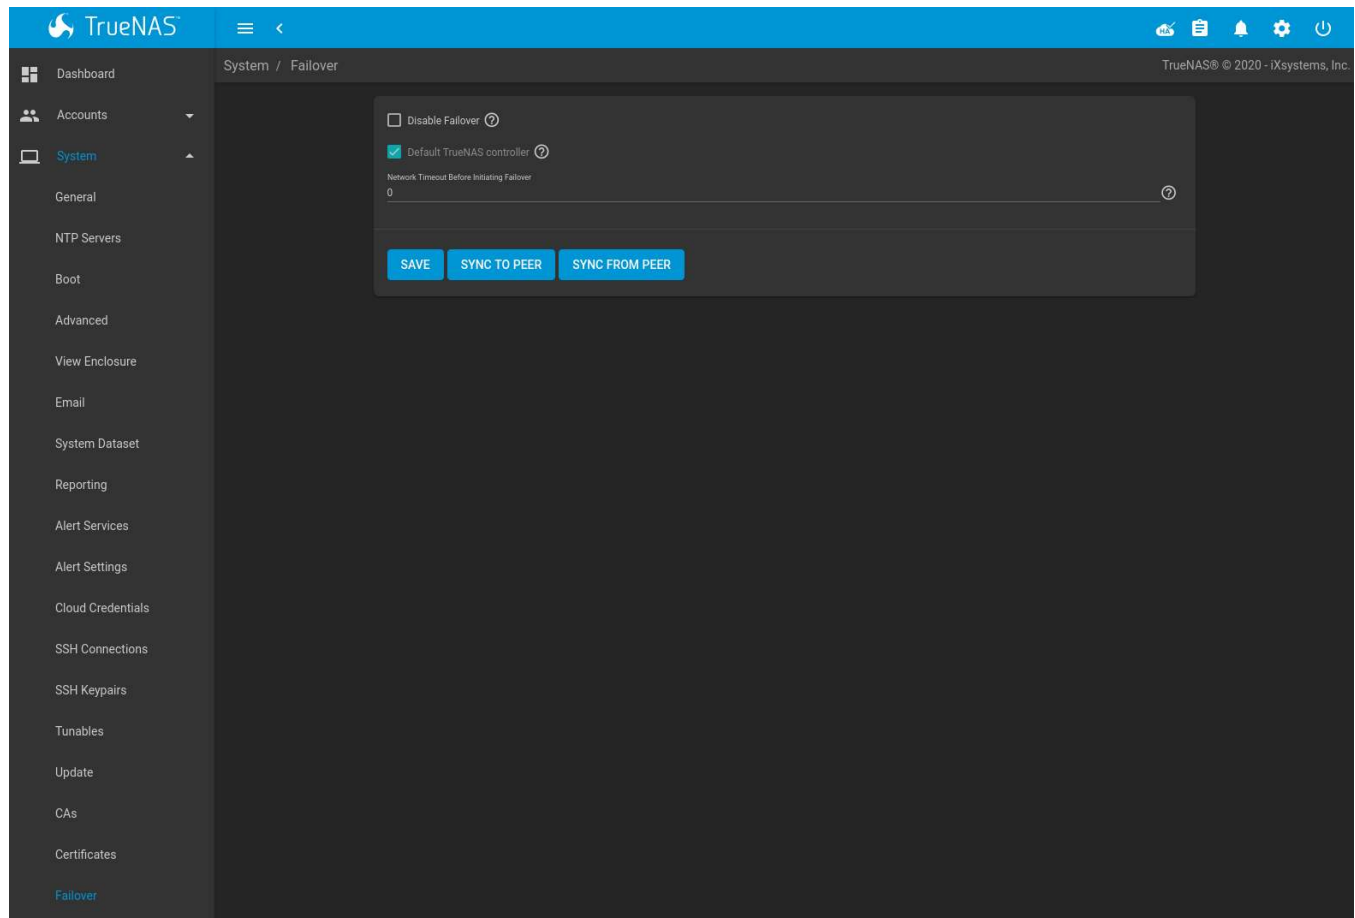 TrueNAS™
HA
System / Failover
TrueNAS® © 2020 - iXsystems, Inc.
Dashboard
Accounts
System
General
NTP Servers
Boot
Advanced
View Enclosure
Email
System Dataset
Reporting
Alert Services
Alert Settings
Cloud Credentials
SSH Connections
SSH Keypairs
Tunables
Update
CAs
Certificates
Failover
Disable Failover ?
Default TrueNAS controller ?
Network Timeout Before Initiating Failover
0 ?
SAVE SYNC TO PEER SYNC FROM PEER